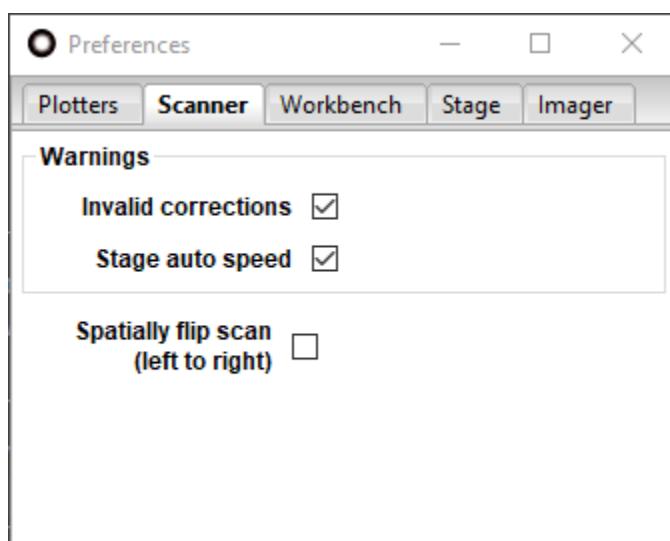 Preferences
Plotters Scanner Workbench Stage Imager
Warnings
Invalid corrections
Stage auto speed
Spatially flip scan
(left to right)